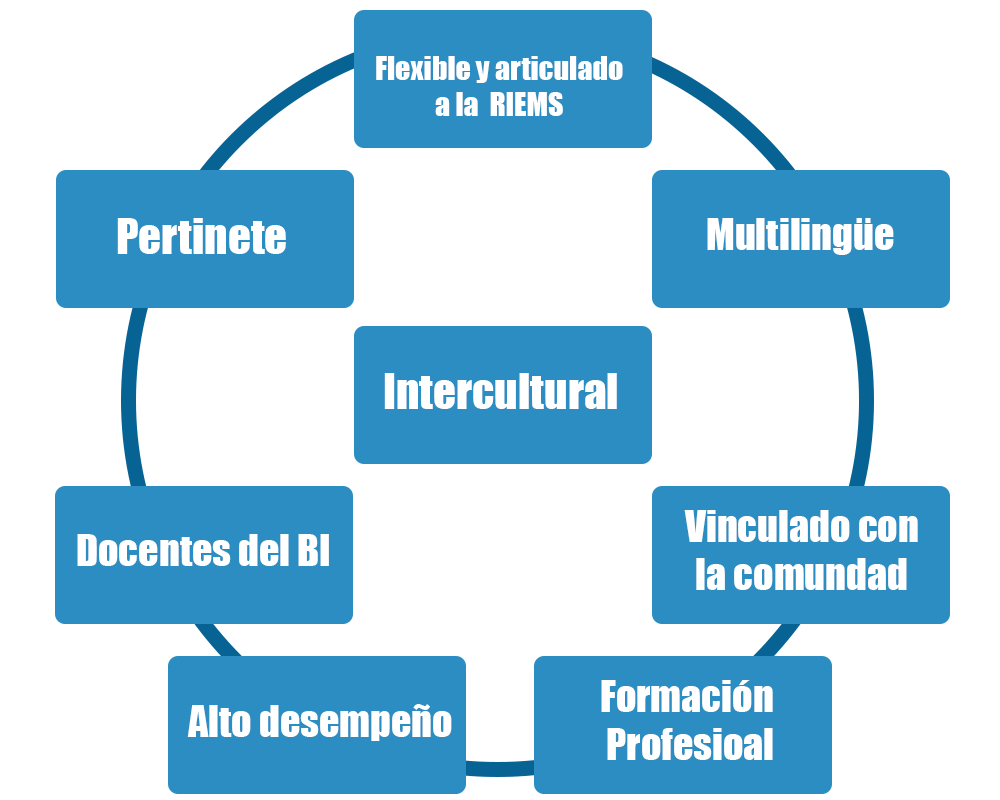 Flexible y articulado
a la RIEMS
Pertinete
Multilingüe
Intercultural
Docentes del BI
Vinculado con
la comundad
Alto desempeño
Formación
Profesioal